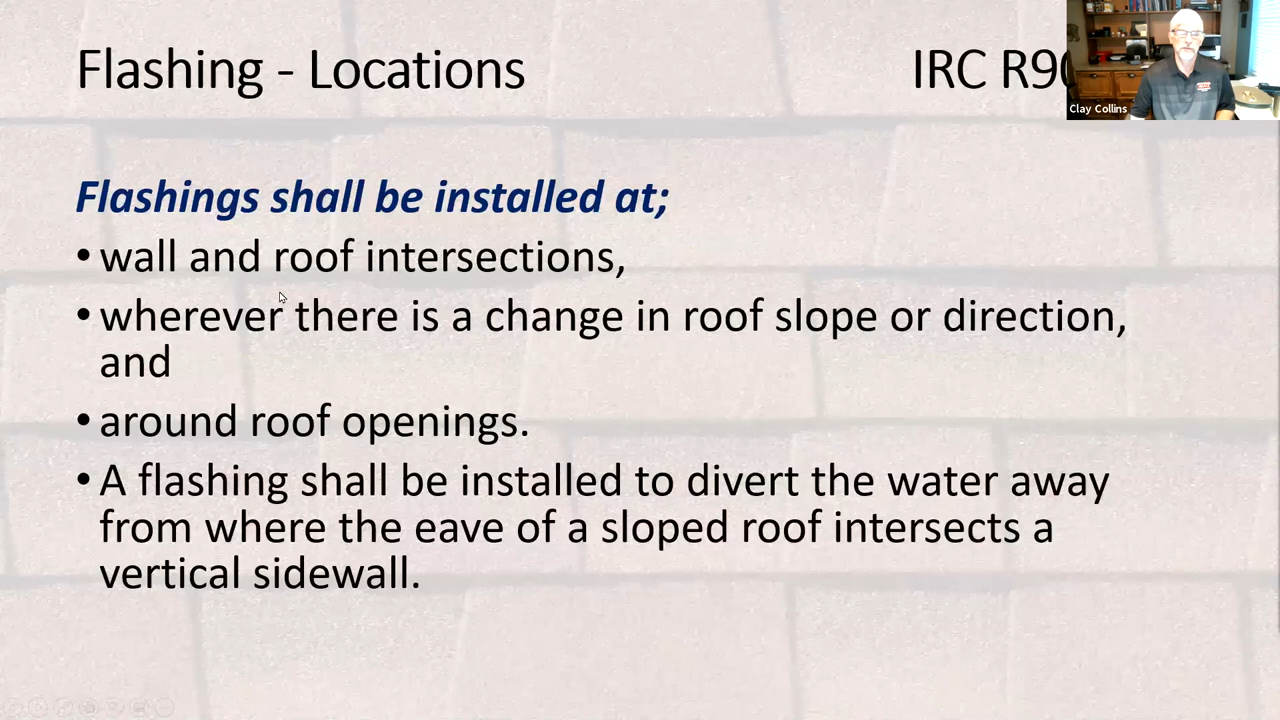 Flashing - Locations
IRC R90
Clay Collins
Flashings shall be installed at;
• wall and roof intersections,
• wherever there is a change in roof slope or direction,
and
• around roof openings.
• A flashing shall be installed to divert the water away
from where the eave of a sloped roof intersects a
vertical sidewall.